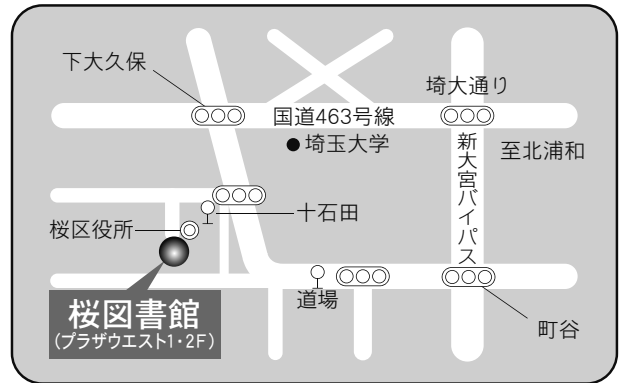 下大久保
埼大通り
国道463号線
埼玉大学
新大宮バイパス
至北浦和
十石田
桜区役所
道場
桜図書館
(プラザウエスト1・2F)
町谷